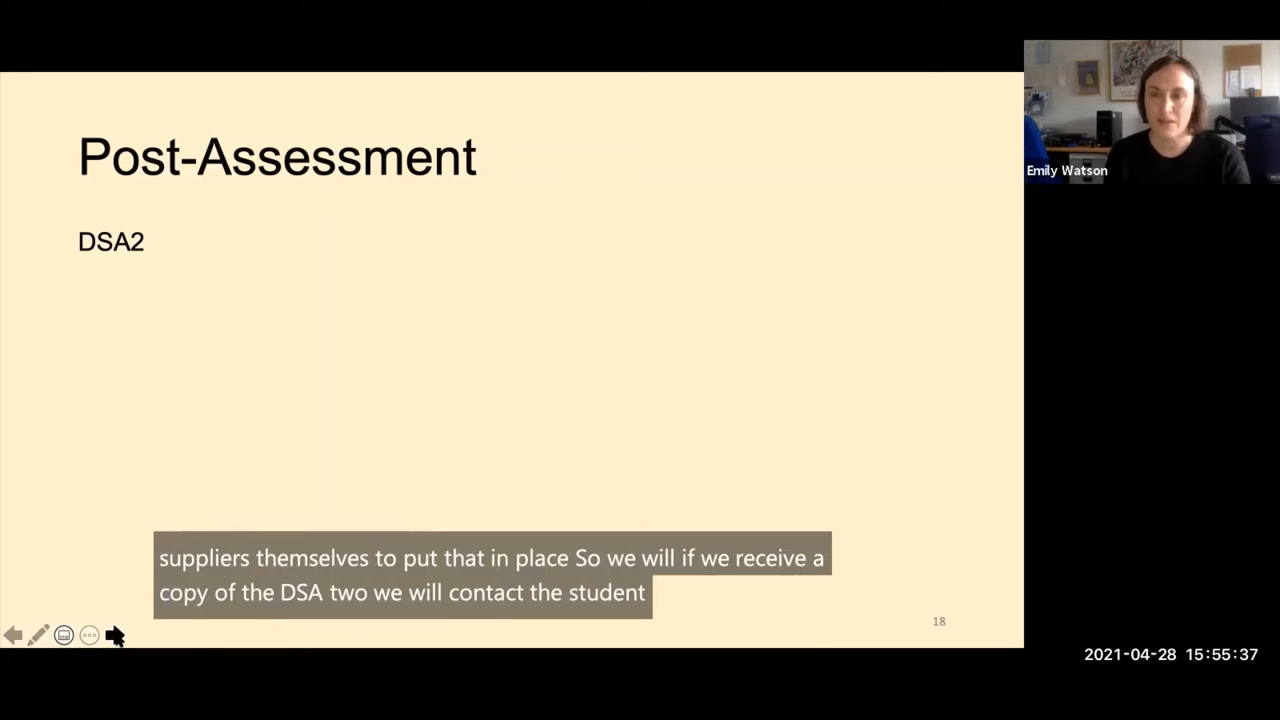 Post-Assessment
DSA2
suppliers themselves to put that in place So we will if we receive a
copy of the DSA two we will contact the student
18
Emily Watson
2021-04-28 15:55:37